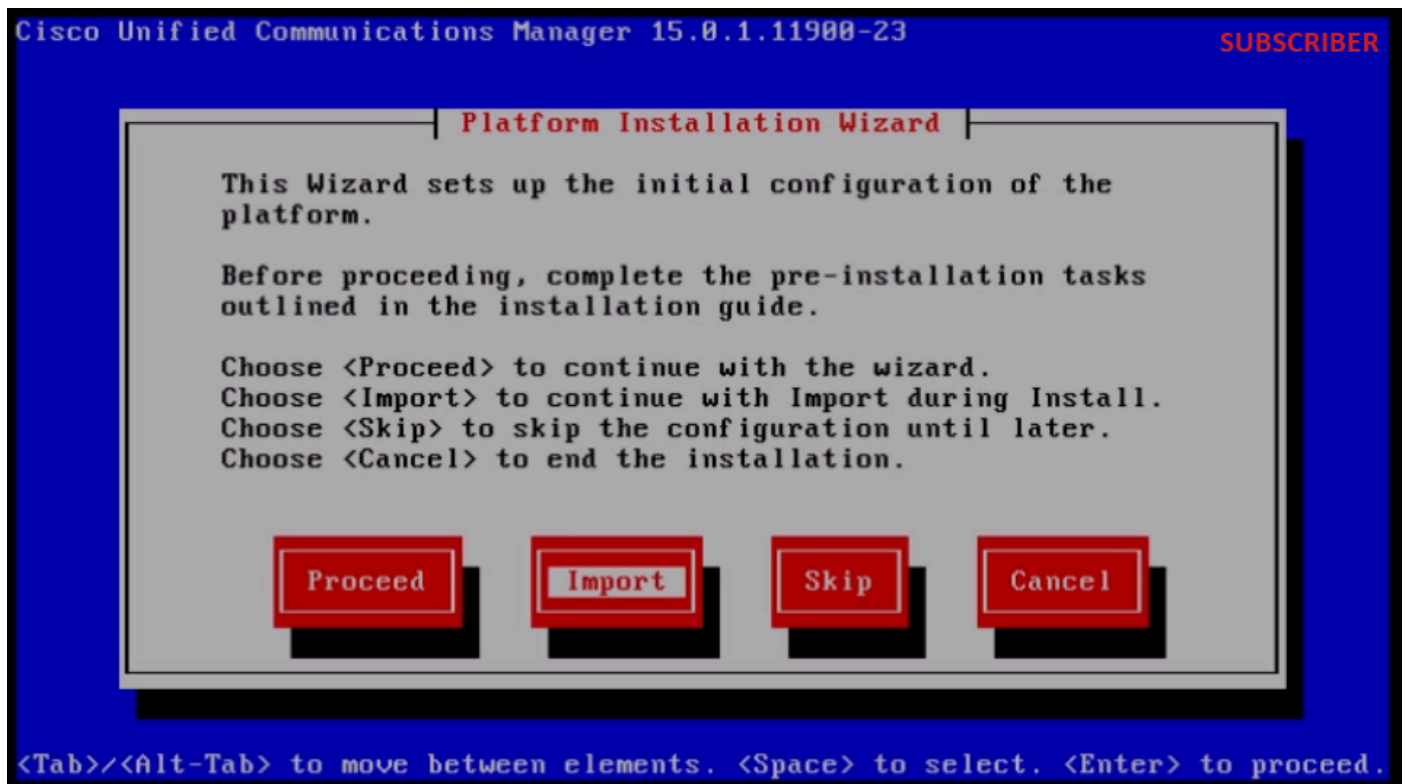 Cisco Unified Communications Manager 15.0.1.11900-23
SUBSCRIBER
Platform Installation Wizard
This Wizard sets up the initial configuration of the
platform.
Before proceeding, complete the pre-installation tasks
outlined in the installation guide.
Choose <Proceed> to continue with the wizard.
Choose <Import> to continue with Import during Install.
Choose <Skip> to skip the configuration until later.
Choose <Cancel> to end the installation.
Proceed Import Skip Cancel
<Tab>/<Alt-Tab> to move between elements. <Space> to select. <Enter> to proceed.